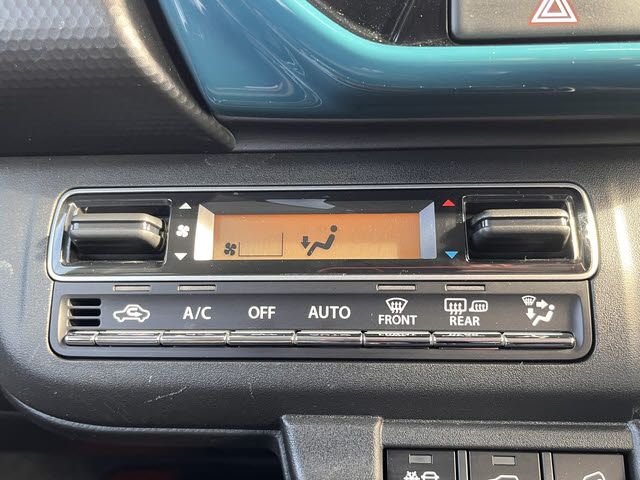 A/C OFF AUTO FRONT REAR